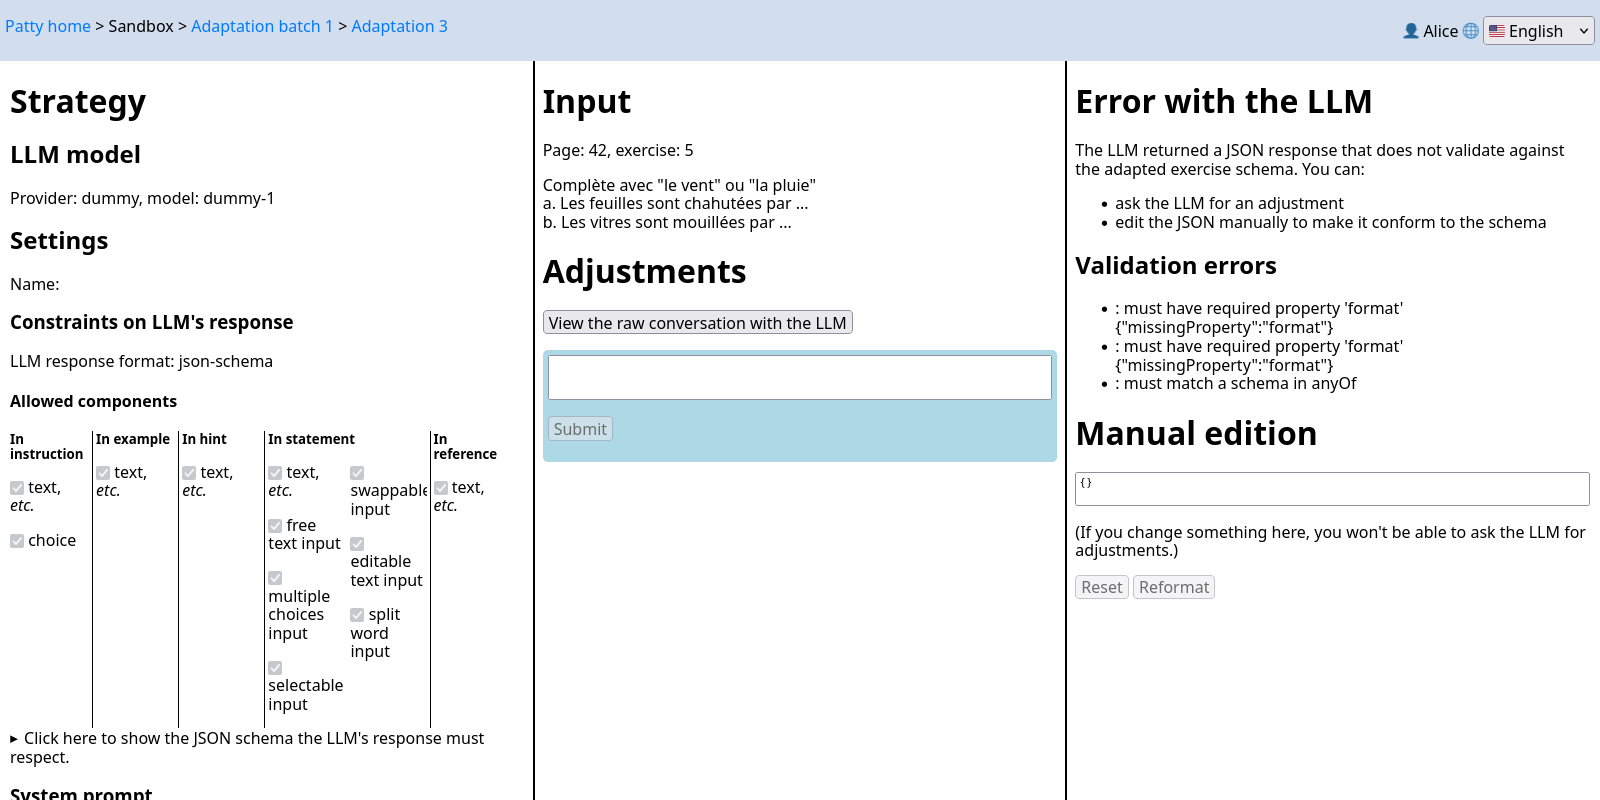 Patty home > Sandbox > Adaptation batch 1 > Adaptation 3
Alice
English
Strategy
LLM model
Provider: dummy, model: dummy-1
Settings
Name:
Constraints on LLM's response
LLM response format: json-schema
Allowed components
In
instruction
text,
etc.
choice
In example
text,
etc.
In hint
text,
etc.
In statement
text,
etc.
free
text input
multiple
choices
input
selectable
input
swappable
input
editable
text input
split
word
input
In
reference
text,
etc.
Click here to show the JSON schema the LLM's response must
respect.
System prompt
Input
Page: 42, exercise: 5
Complète avec "le vent" ou "la pluie"
a. Les feuilles sont chahutées par ...
b. Les vitres sont mouillées par ...
Adjustments
View the raw conversation with the LLM
Submit
Error with the LLM
The LLM returned a JSON response that does not validate against
the adapted exercise schema. You can:
ask the LLM for an adjustment
edit the JSON manually to make it conform to the schema
Validation errors
: must have required property 'format'
{"missingProperty":"format"}
: must have required property 'format'
{"missingProperty":"format"}
: must match a schema in anyOf
Manual edition
{}
(If you change something here, you won't be able to ask the LLM for
adjustments.)
Reset Reformat